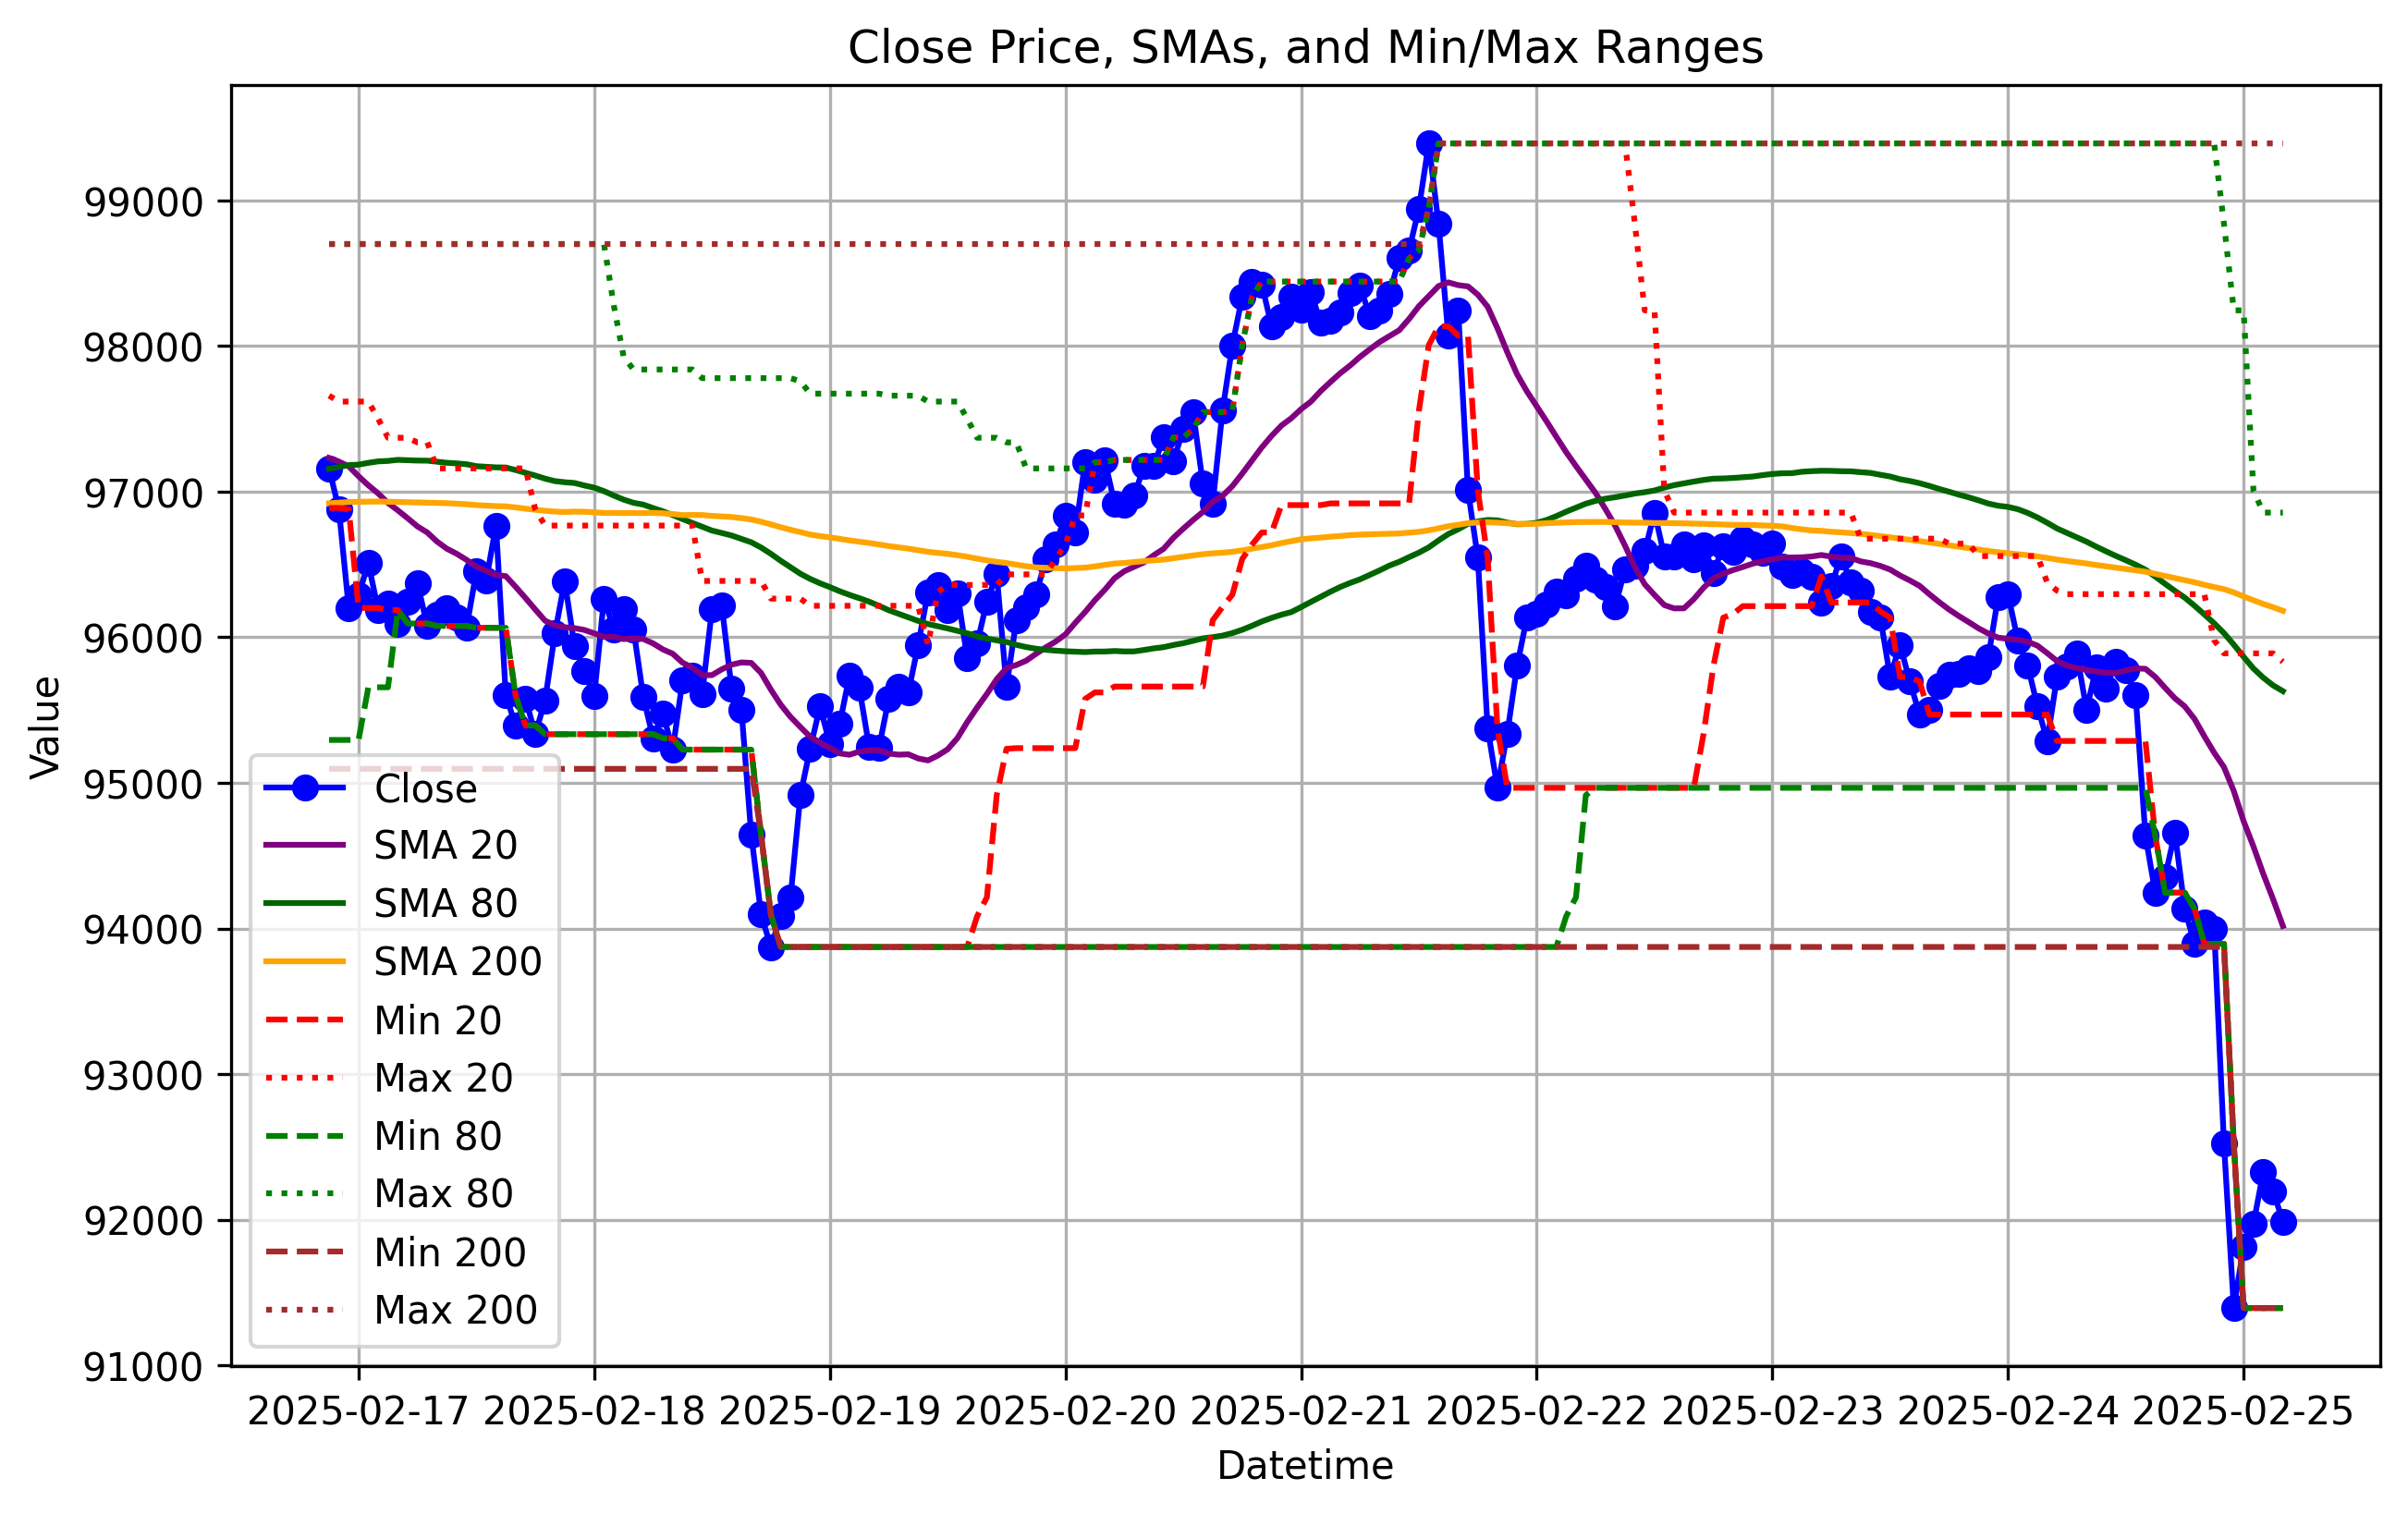 Close Price, SMAs, and Min/Max Ranges
Value
99000
98000
97000
96000
95000
94000
93000
92000
91000
Close
SMA 20
SMA 80
SMA 200
Min 20
Max 20
Min 80
Max 80
Min 200
Max 200
2025-02-17 2025-02-18 2025-02-19 2025-02-20 2025-02-21 2025-02-22 2025-02-23 2025-02-24 2025-02-25
Datetime